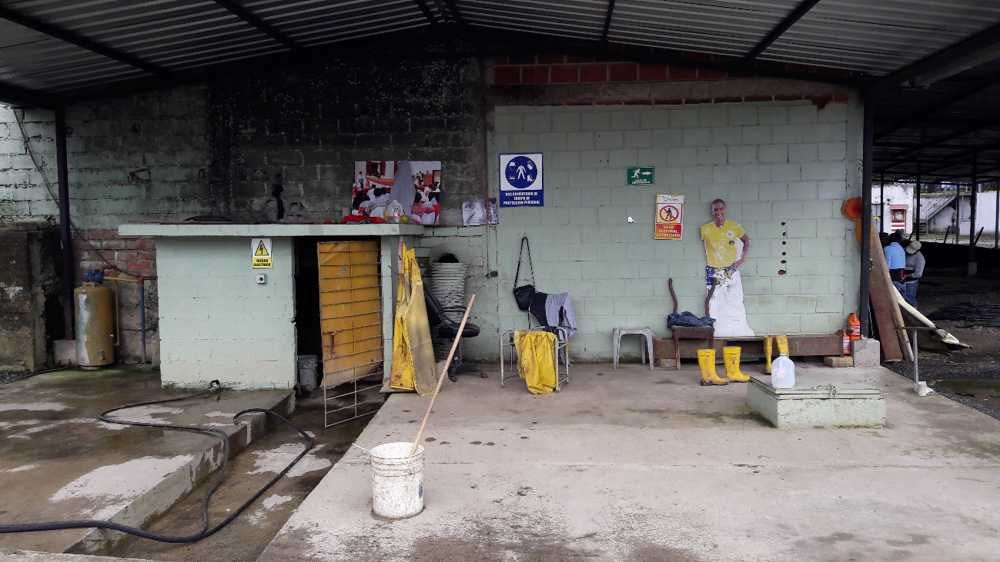 USO OBLIGATORIO DE
EQUIPO DE
PROTECCION PERSONAL
SOLO
PERSONAL
AUTORIZADO
RIESGO
ELECTRICO